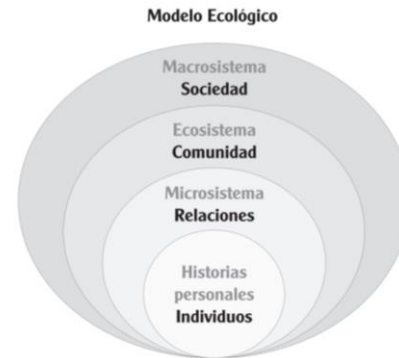 Modelo Ecológico
Macrosistema
Sociedad
Ecosistema
Comunidad
Microsistema
Relaciones
Historias
personales
Individuos